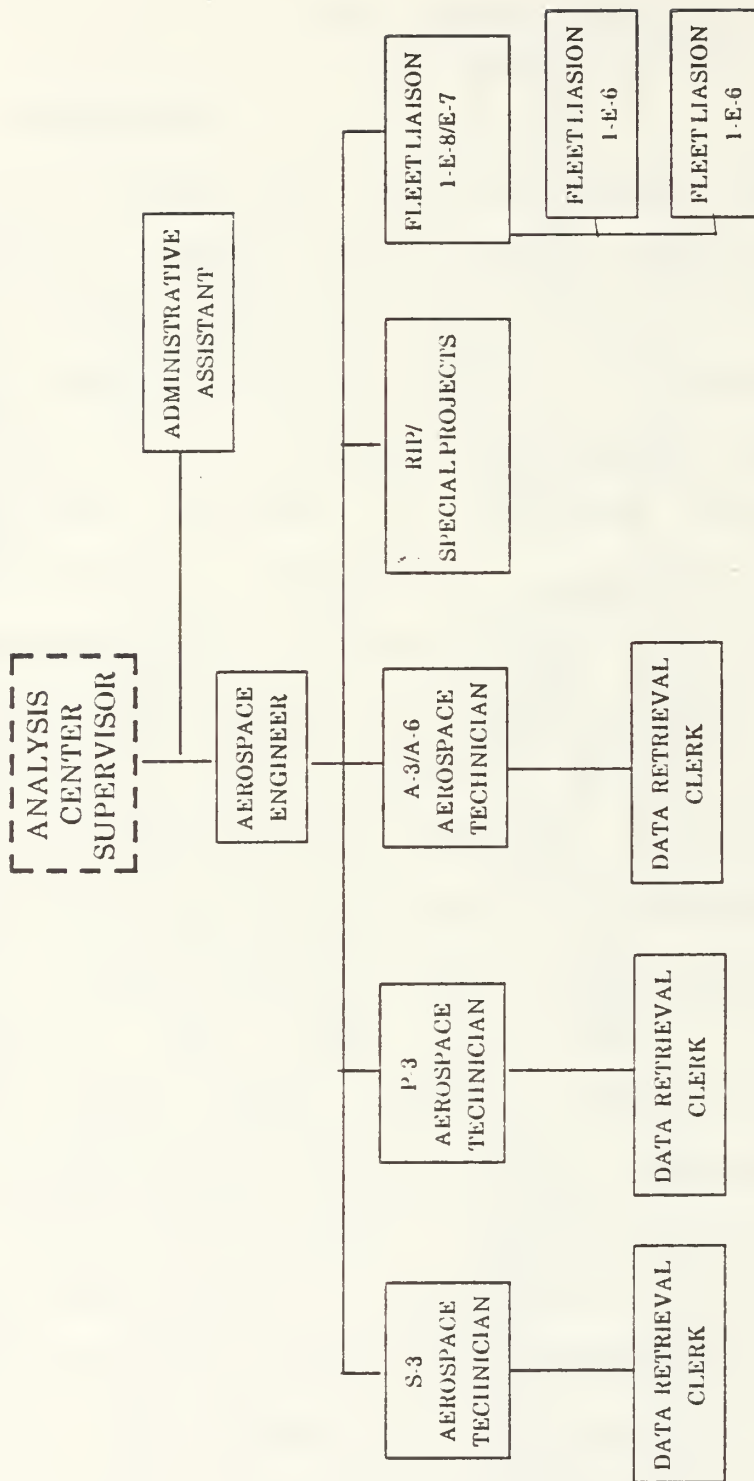 ANALYSIS
CENTER
SUPERVISOR
ADMINISTRATIVE
ASSISTANT
AEROSPACE
ENGINEER
S-3
AEROSPACE
TECHNICIAN
P-3
AEROSPACE
TECHNICIAN
A-3/A-6
AEROSPACE
TECHNICIAN
RIP/
SPECIAL PROJECTS
FLEET LIAISON
1-E-8/E-7
DATA RETRIEVAL
CLERK
DATA RETRIEVAL
CLERK
DATA RETRIEVAL
CLERK
FLEET LIASION
1-E-6
FLEET LIASION
1-E-6